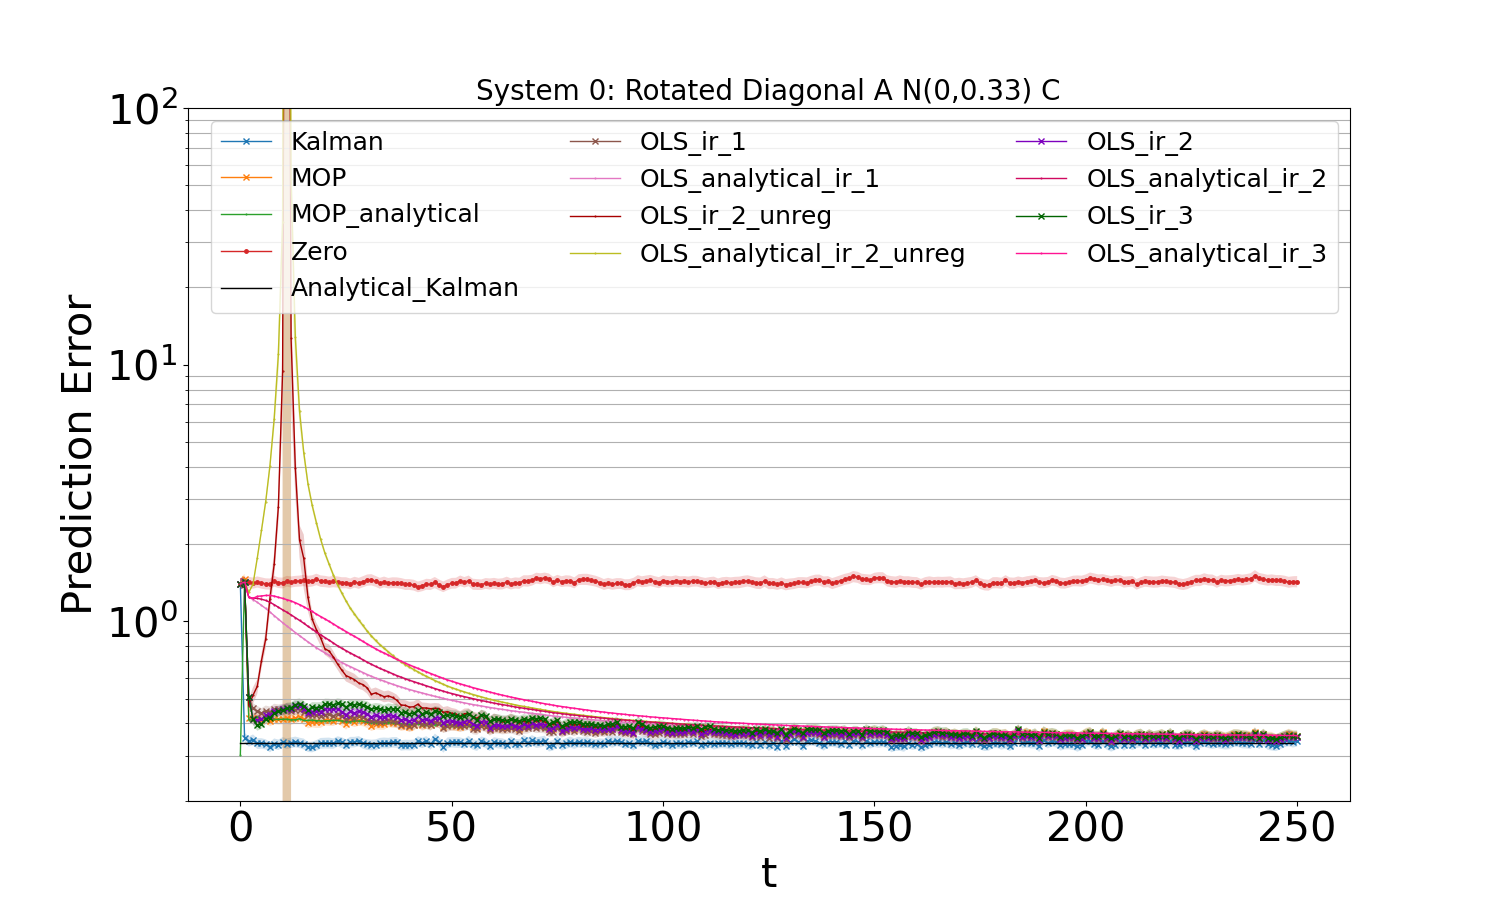 System 0: Rotated Diagonal A N(0,0.33) C
10²
10¹
10⁰
Prediction Error
Kalman
MOP
MOP_analytical
Zero
Analytical_Kalman
OLS_ir_1
OLS_analytical_ir_1
OLS_ir_2_unreg
OLS_analytical_ir_2_unreg
OLS_ir_2
OLS_analytical_ir_2
OLS_ir_3
OLS_analytical_ir_3
0 50 100 150 200 250
t